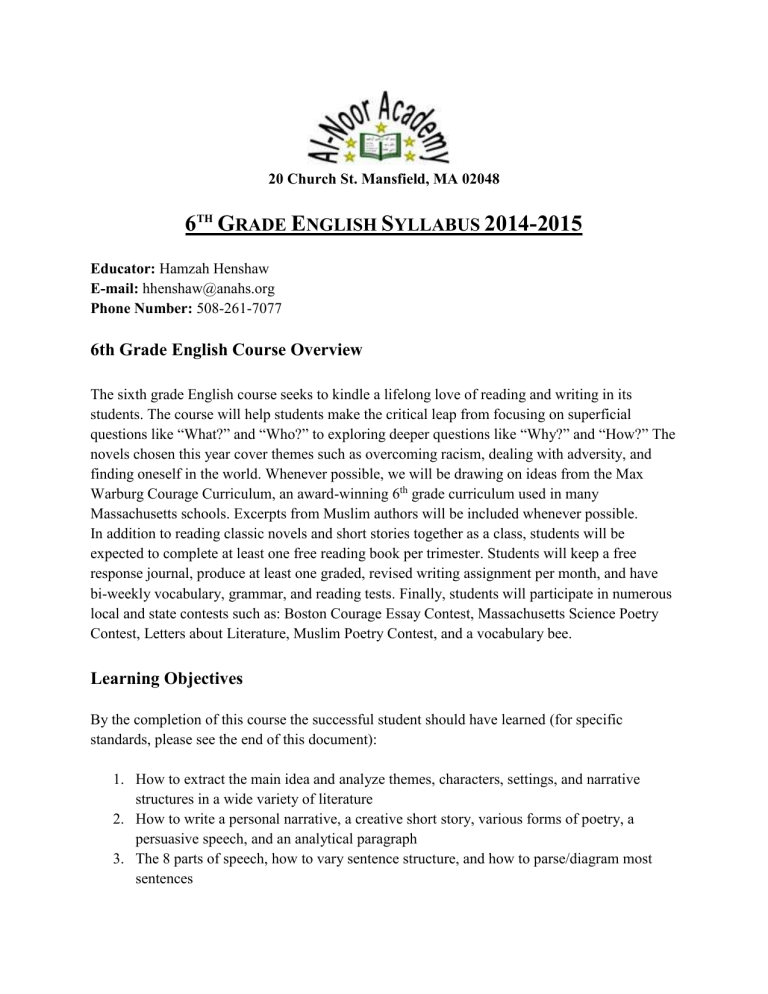 Al-Noor Academy
20 Church St. Mansfield, MA 02048
6TH GRADE ENGLISH SYLLABUS 2014-2015
Educator: Hamzah Henshaw
E-mail: hhenshaw@anahs.org
Phone Number: 508-261-7077
6th Grade English Course Overview
The sixth grade English course seeks to kindle a lifelong love of reading and writing in its
students. The course will help students make the critical leap from focusing on superficial
questions like “What?” and “Who?” to exploring deeper questions like “Why?” and “How?” The
novels chosen this year cover themes such as overcoming racism, dealing with adversity, and
finding oneself in the world. Whenever possible, we will be drawing on ideas from the Max
Warburg Courage Curriculum, an award-winning 6th grade curriculum used in many
Massachusetts schools. Excerpts from Muslim authors will be included whenever possible.
In addition to reading classic novels and short stories together as a class, students will be
expected to complete at least one free reading book per trimester. Students will keep a free
response journal, produce at least one graded, revised writing assignment per month, and have
bi-weekly vocabulary, grammar, and reading tests. Finally, students will participate in numerous
local and state contests such as: Boston Courage Essay Contest, Massachusetts Science Poetry
Contest, Letters about Literature, Muslim Poetry Contest, and a vocabulary bee.
Learning Objectives
By the completion of this course the successful student should have learned (for specific
standards, please see the end of this document):
1. How to extract the main idea and analyze themes, characters, settings, and narrative
structures in a wide variety of literature
2. How to write a personal narrative, a creative short story, various forms of poetry, a
persuasive speech, and an analytical paragraph
3. The 8 parts of speech, how to vary sentence structure, and how to parse/diagram most
sentences